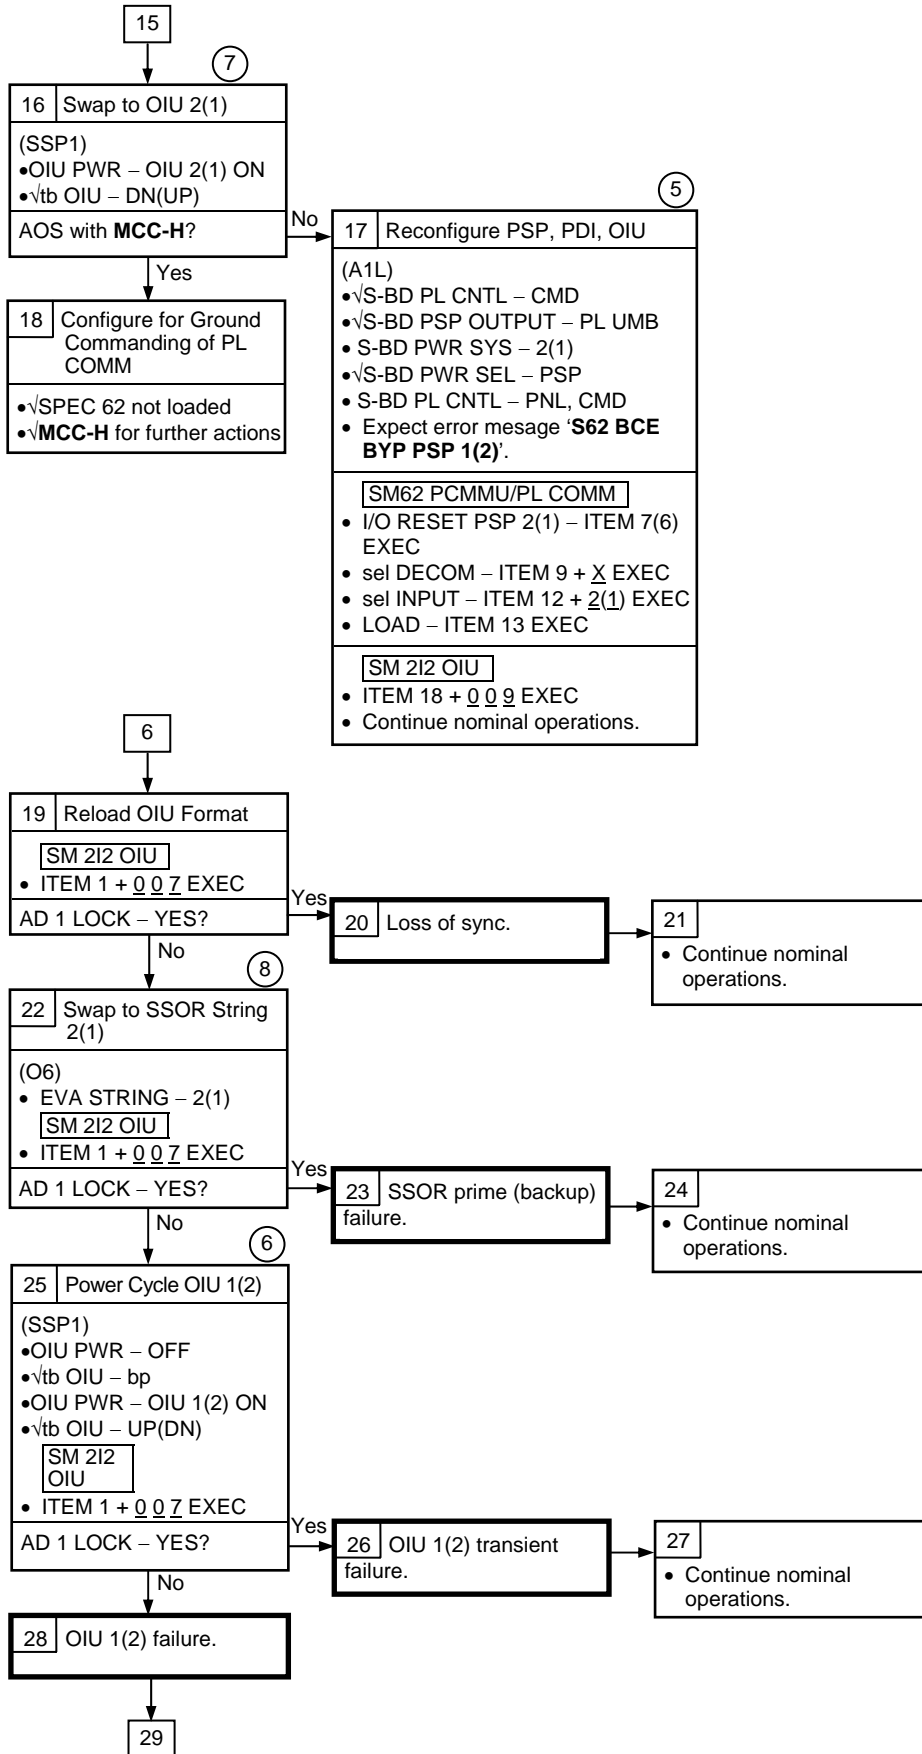 15
7
16 Swap to OIU 2(1)
(SSP1)
•OIU PWR – OIU 2(1) ON
•√tb OIU – DN(UP)
AOS with MCC-H?
No
Yes
5
17 Reconfigure PSP, PDI, OIU
(A1L)
•√S-BD PL CNTL – CMD
•√S-BD PSP OUTPUT – PL UMB
• S-BD PWR SYS – 2(1)
•√S-BD PWR SEL – PSP
• S-BD PL CNTL – PNL, CMD
• Expect error mesage ‘S62 BCE
BYP PSP 1(2)’.
SM62 PCMMU/PL COMM
• I/O RESET PSP 2(1) – ITEM 7(6)
EXEC
• sel DECOM – ITEM 9 + X EXEC
• sel INPUT – ITEM 12 + 2(1) EXEC
• LOAD – ITEM 13 EXEC
SM 2I2 OIU
• ITEM 18 + 0 0 9 EXEC
• Continue nominal operations.
18 Configure for Ground
Commanding of PL
COMM
•√SPEC 62 not loaded
•√MCC-H for further actions
6
19 Reload OIU Format
SM 2I2 OIU
• ITEM 1 + 0 0 7 EXEC
AD 1 LOCK – YES?
Yes
No
20 Loss of sync.
21
• Continue nominal
operations.
8
22 Swap to SSOR String
2(1)
(O6)
• EVA STRING – 2(1)
SM 2I2 OIU
• ITEM 1 + 0 0 7 EXEC
AD 1 LOCK – YES?
Yes
No
23 SSOR prime (backup)
failure.
24
• Continue nominal
operations.
6
25 Power Cycle OIU 1(2)
(SSP1)
•OIU PWR – OFF
•√tb OIU – bp
•OIU PWR – OIU 1(2) ON
•√tb OIU – UP(DN)
SM 2I2
OIU
• ITEM 1 + 0 0 7 EXEC
AD 1 LOCK – YES?
Yes
No
26 OIU 1(2) transient
failure.
27
• Continue nominal
operations.
28 OIU 1(2) failure.
29